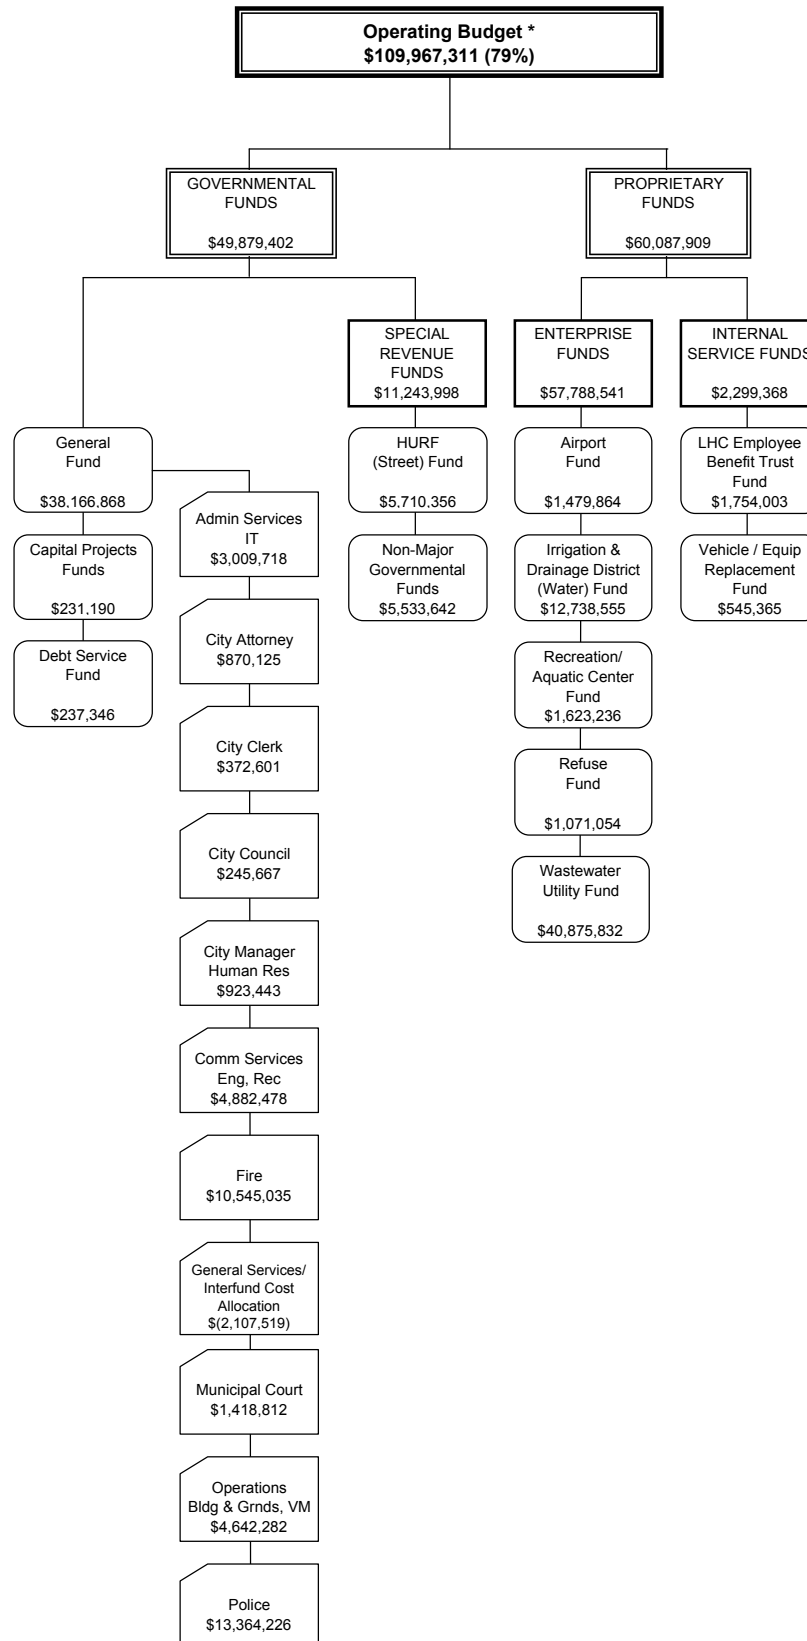 Operating Budget *
$109,967,311 (79%)
GOVERNMENTAL
FUNDS
$49,879,402
PROPRIETARY
FUNDS
$60,087,909
SPECIAL
REVENUE
FUNDS
$11,243,998
ENTERPRISE
FUNDS
$57,788,541
INTERNAL
SERVICE FUNDS
$2,299,368
General
Fund
$38,166,868
Capital Projects
Funds
$231,190
Debt Service
Fund
$237,346
Admin Services
IT
$3,009,718
City Attorney
$870,125
City Clerk
$372,601
City Council
$245,667
City Manager
Human Res
$923,443
Comm Services
Eng, Rec
$4,882,478
Fire
$10,545,035
General Services/
Interfund Cost
Allocation
$(2,107,519)
Municipal Court
$1,418,812
Operations
Bldg & Grnds, VM
$4,642,282
Police
$13,364,226
HURF
(Street) Fund
$5,710,356
Non-Major
Governmental
Funds
$5,533,642
Airport
Fund
$1,479,864
Irrigation &
Drainage District
(Water) Fund
$12,738,555
Recreation/
Aquatic Center
Fund
$1,623,236
Refuse
Fund
$1,071,054
Wastewater
Utility Fund
$40,875,832
LHC Employee
Benefit Trust
Fund
$1,754,003
Vehicle / Equip
Replacement
Fund
$545,365